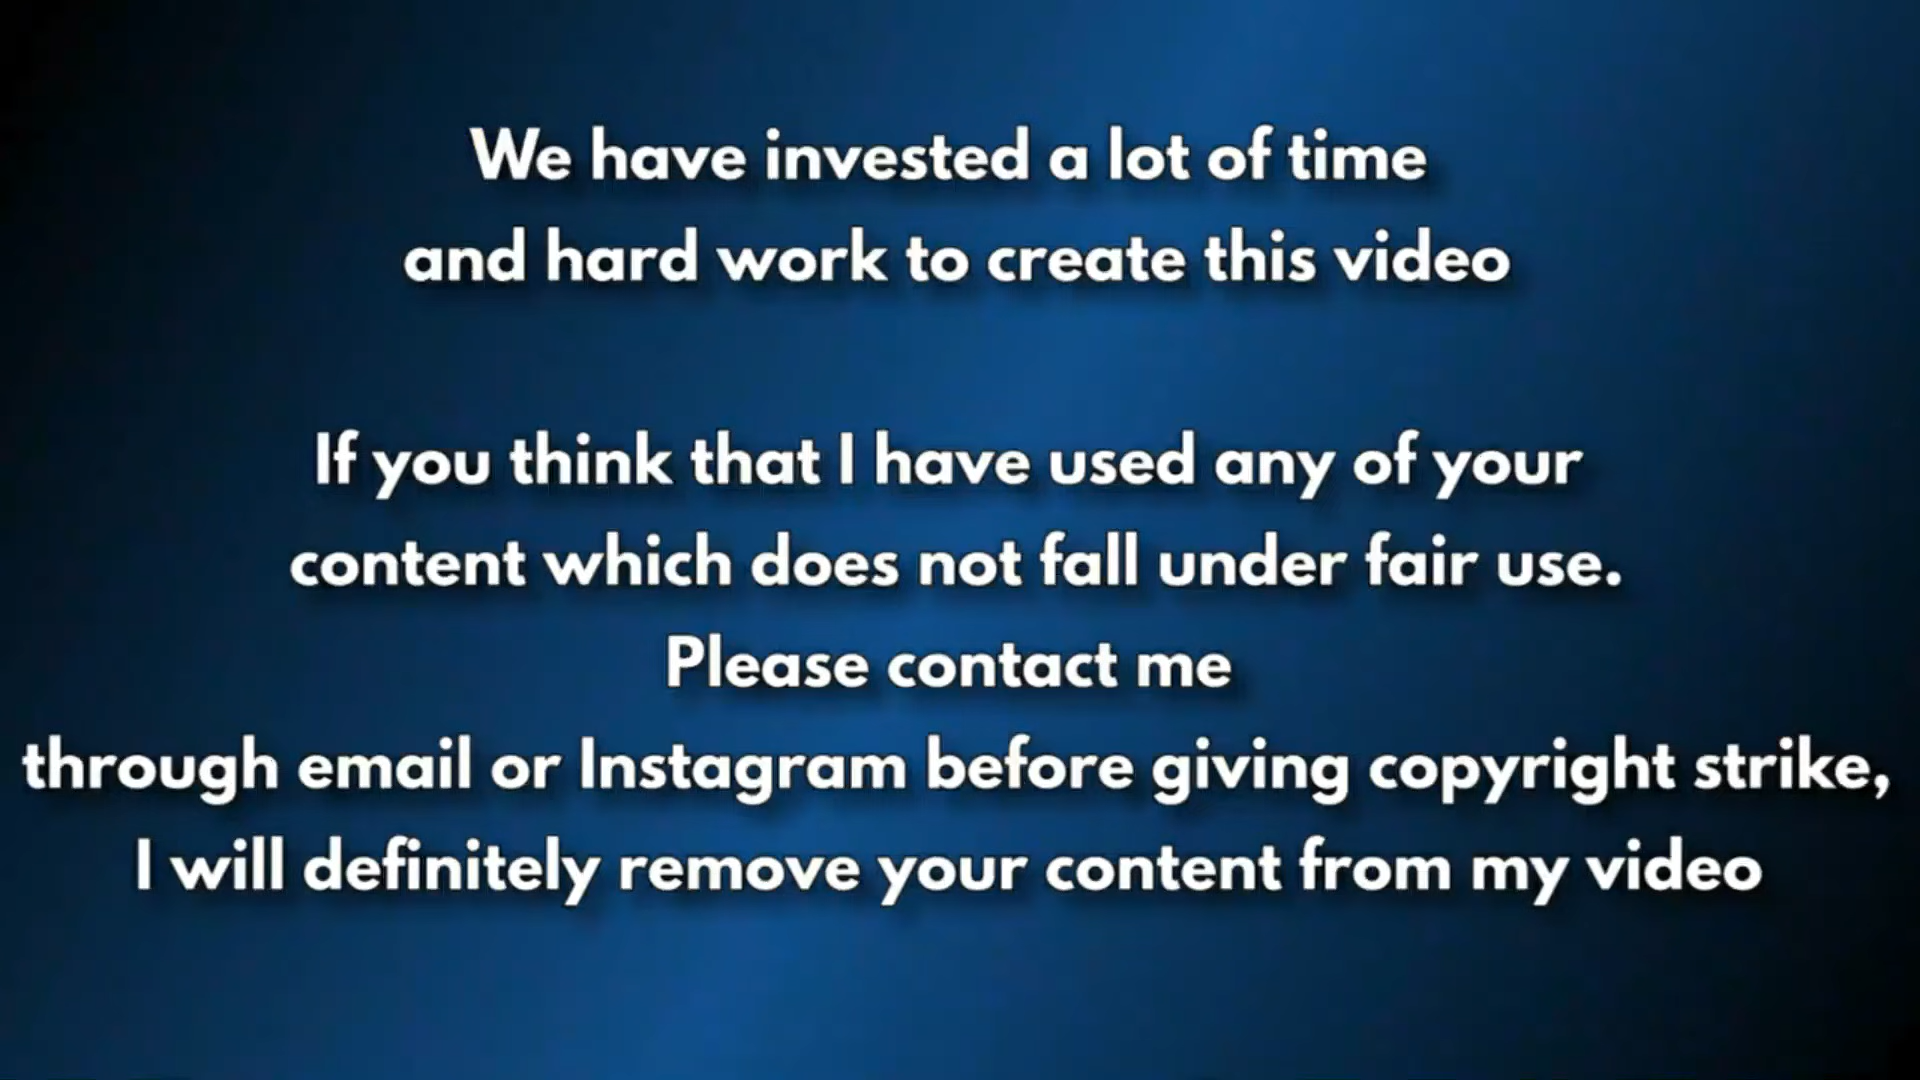 We have invested a lot of time
and hard work to create this video
If you think that I have used any of your
content which does not fall under fair use.
Please contact me
through email or Instagram before giving copyright strike,
I will definitely remove your content from my video